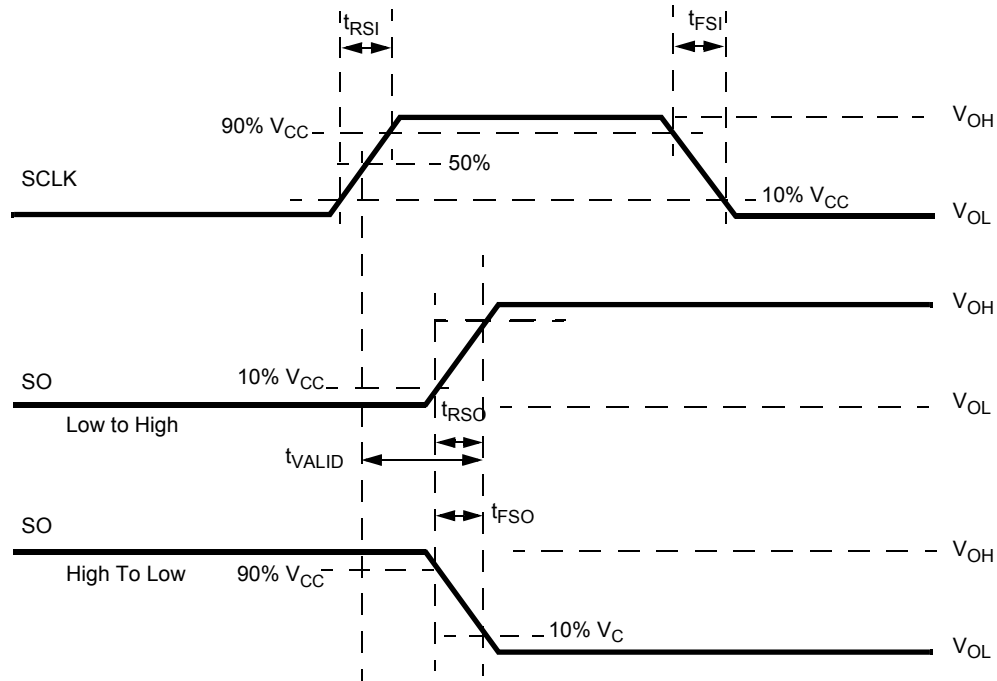 tRSI
tFSI
90% VCC
VOH
50%
SCLK
10% VCC
VOL
VOH
SO
10% VCC
Low to High
tRSO
VOL
tVALID
SO
tFSO
High To Low
90% VCC
VOH
10% VC
VOL